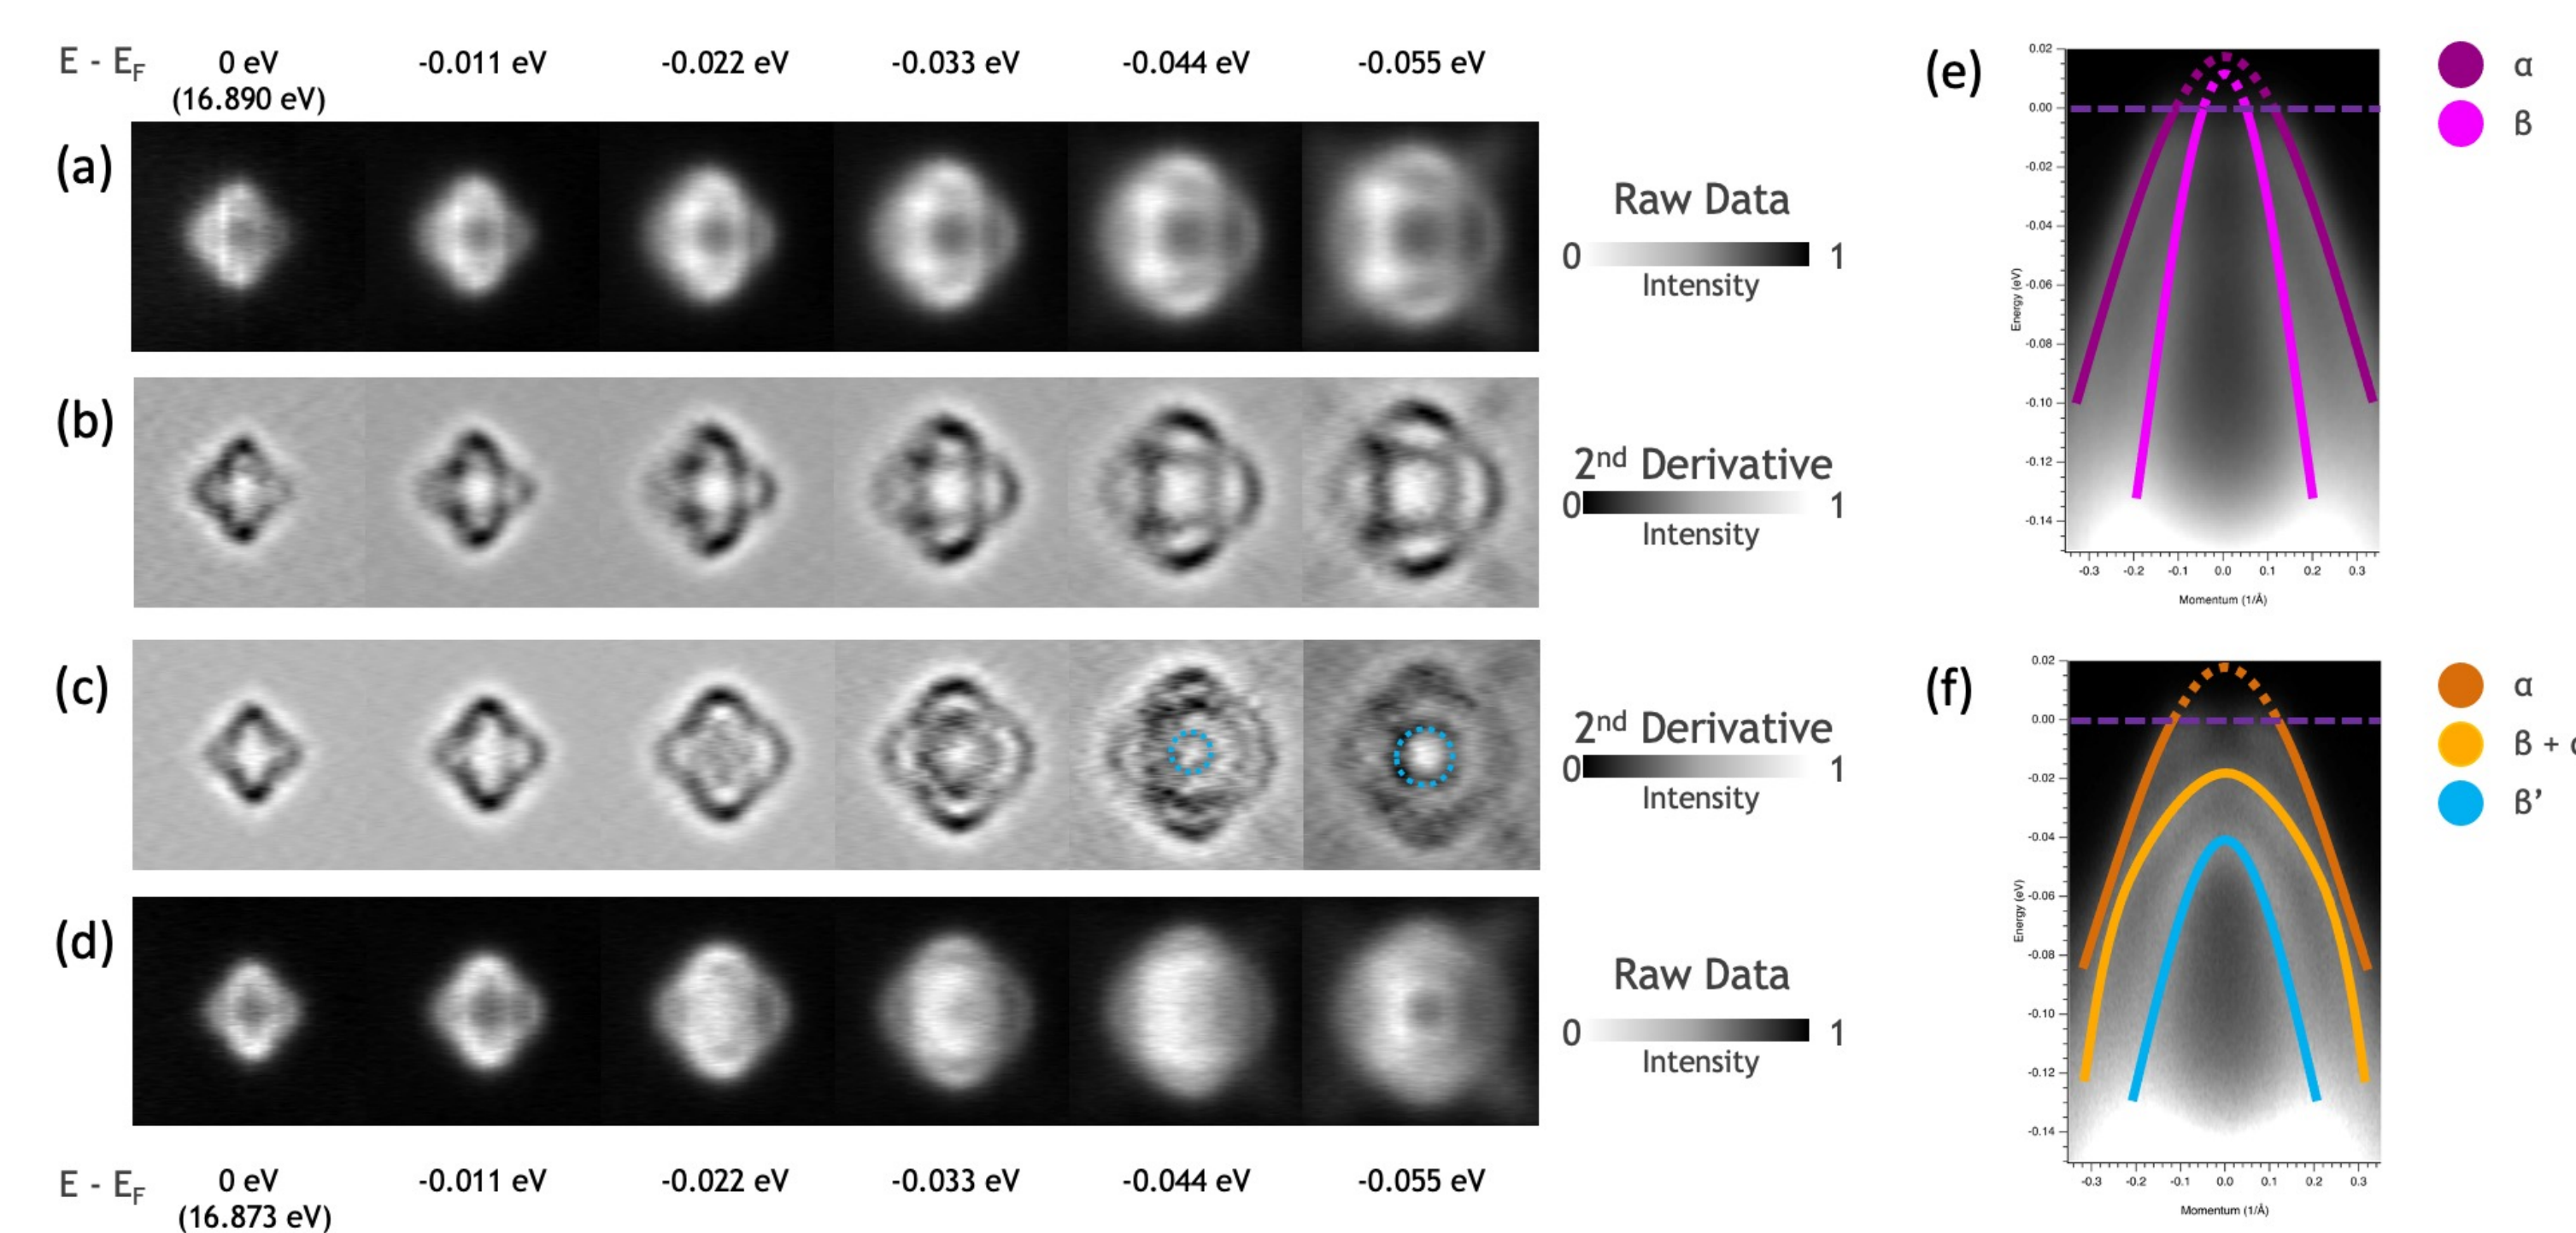 E - EF 0 eV -0.011 eV -0.022 eV -0.033 eV -0.044 eV -0.055 eV
(16.890 eV)
(a)
Raw Data
0 1
Intensity
(b)
2nd Derivative
0 1
Intensity
(c)
2nd Derivative
0 1
Intensity
(d)
Raw Data
0 1
Intensity
E - EF 0 eV -0.011 eV -0.022 eV -0.033 eV -0.044 eV -0.055 eV
(16.873 eV)
(e)
α
β
0.02
0.00
-0.02
-0.04
-0.06
-0.08
-0.10
-0.12
-0.14
Energy (eV)
-0.3 -0.2 -0.1 0.0 0.1 0.2 0.3
Momentum (1/Å)
(f)
α
β +
β’
0.02
0.00
-0.02
-0.04
-0.06
-0.08
-0.10
-0.12
-0.14
Energy (eV)
-0.3 -0.2 -0.1 0.0 0.1 0.2 0.3
Momentum (1/Å)